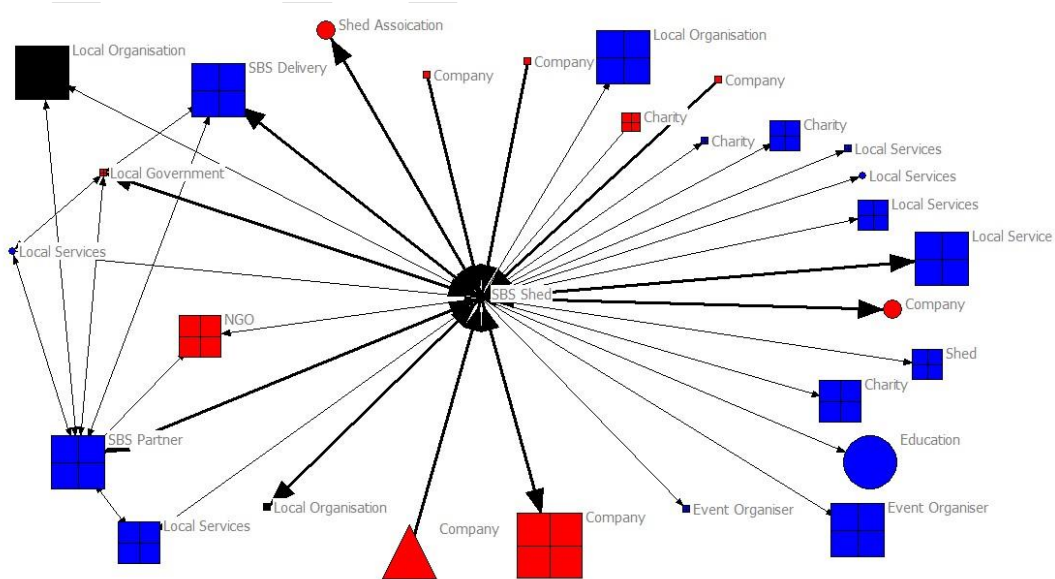 Shed Assoication
Local Organisation
Local Organisation
SBS Delivery
Company
Company
Company
Charity
Charity
Charity
Local Services
Local Government
Local Services
Local Services
Local Services
Local Service
SBS Shed
Company
NGO
Shed
Charity
SBS Partner
Education
Local Organisation
Event Organiser
Event Organiser
Local Services
Company
Company